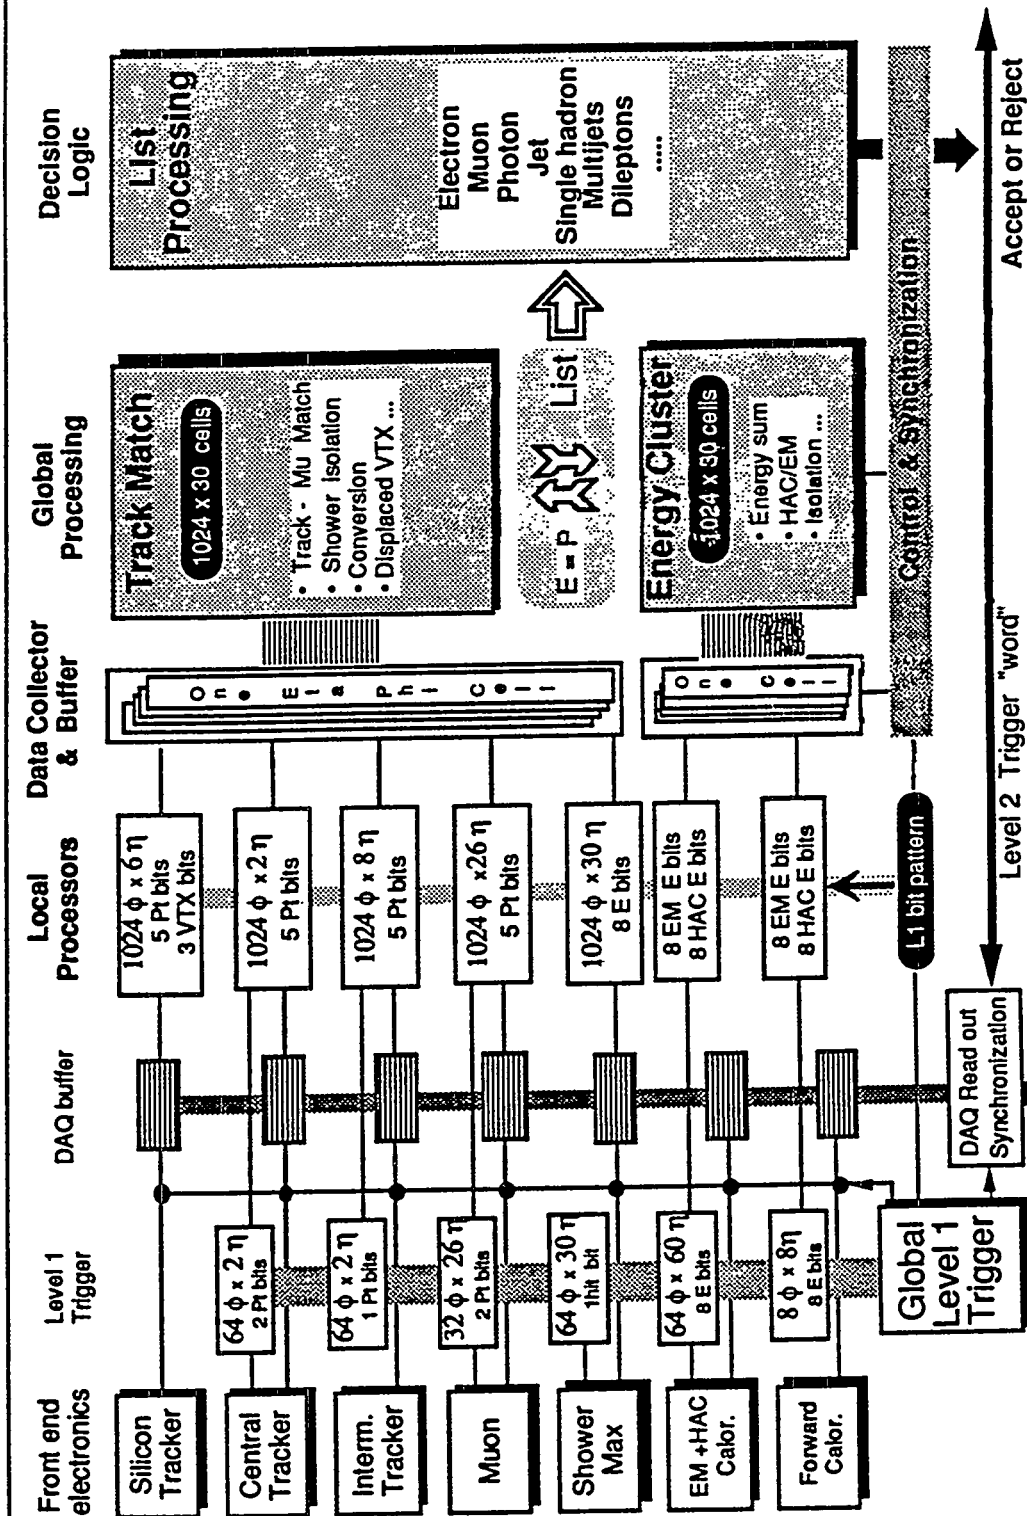 Front end
electronics
Level 1
Trigger
DAQ buffer
Local
Processors
Data Collector
& Buffer
Global
Processing
Decision
Logic
Silicon
Tracker
Central
Tracker
Interm.
Tracker
Muon
Shower
Max
EM +HAC
Calor.
Forward
Calor.
64 φ x 2 η
2 Pt bits
64 φ x 2 η
1 Pt bits
32 φ x 26 η
2 Pt bits
64 φ x 30 η
1hit bit
64 φ x 60 η
8 E bits
8 φ x 8η
8 E bits
Global
Level 1
Trigger
DAQ Read out
Synchronization
1024 φ x 6 η
5 Pt bits
3 VTX bits
1024 φ x 2 η
5 Pt bits
1024 φ x 8 η
5 Pt bits
1024 φ x26 η
5 Pt bits
1024 φ x 30 η
8 E bits
8 EM E bits
8 HAC E bits
8 EM E bits
8 HAC E bits
L1 bit pattern
One Eta Phi Cell
One Cell
Track Match
1024 x 30 cells
• Track - Mu Match
• Shower Isolation
• Conversion
• Displaced VTX ...
E = P List
Energy Cluster
1024 x 30 cells
• Energy sum
• HAC/EM
• Isolation ...
List
Processing
Electron
Muon
Photon
Jet
Single hadron
Multijets
Dileptons
.....
Control & Synchronization
Level 2 Trigger "word"
Accept or Reject